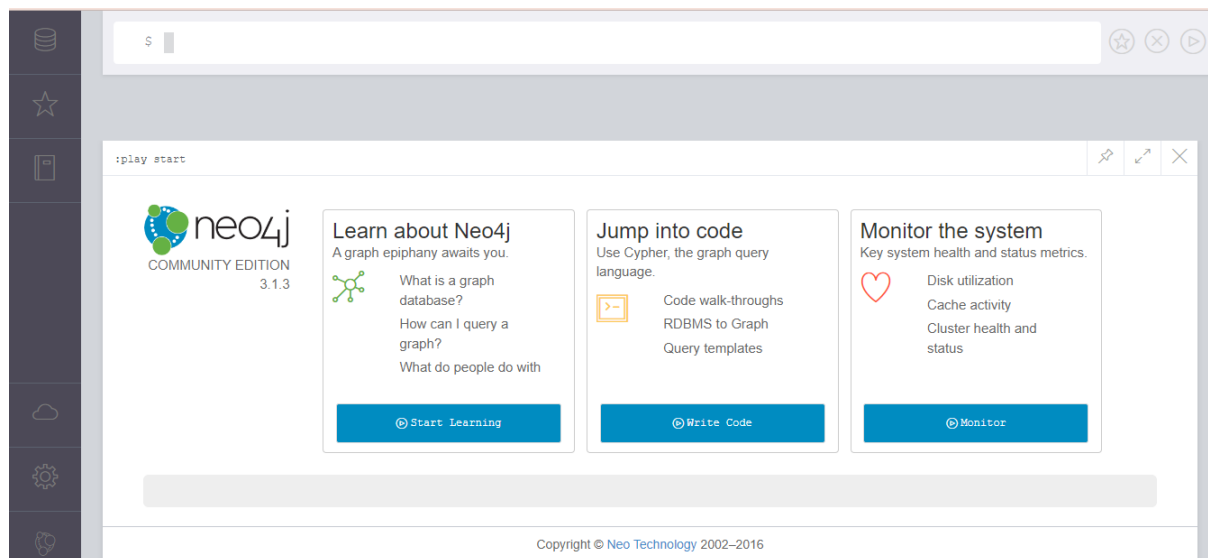 $
:play start
neo4j
COMMUNITY EDITION
3.1.3
Learn about Neo4j
A graph epiphany awaits you.
What is a graph
database?
How can I query a
graph?
What do people do with
Start Learning
Jump into code
Use Cypher, the graph query
language.
Code walk-throughs
RDBMS to Graph
Query templates
Write Code
Monitor the system
Key system health and status metrics.
Disk utilization
Cache activity
Cluster health and
status
Monitor
Copyright © Neo Technology 2002–2016